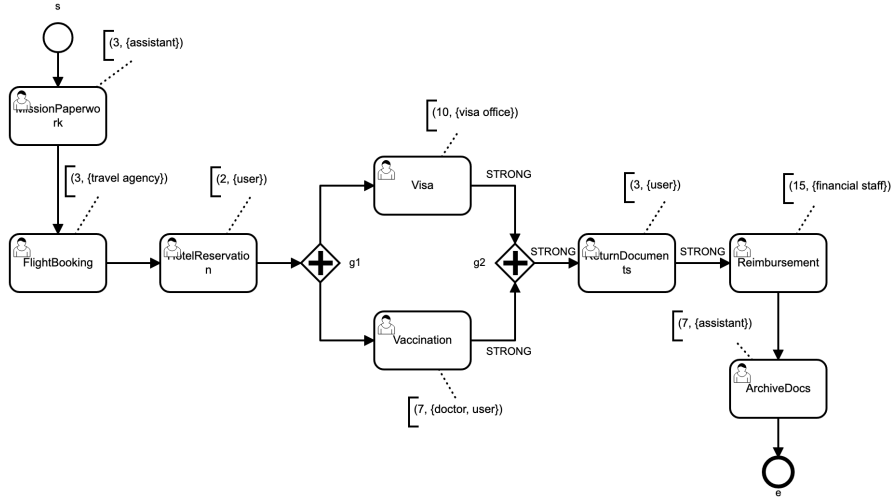 s
(3, {assistant})
MissionPaperwo
rk
(10, {visa office})
(3, {travel agency})
(2, {user})
(3, {user})
(15, {financial staff})
Visa
STRONG
FlightBooking
HotelReservatio
n
g1
g2
STRONG
ReturnDocumen
ts
STRONG
Reimbursement
Vaccination
STRONG
(7, {assistant})
ArchiveDocs
(7, {doctor, user})
e